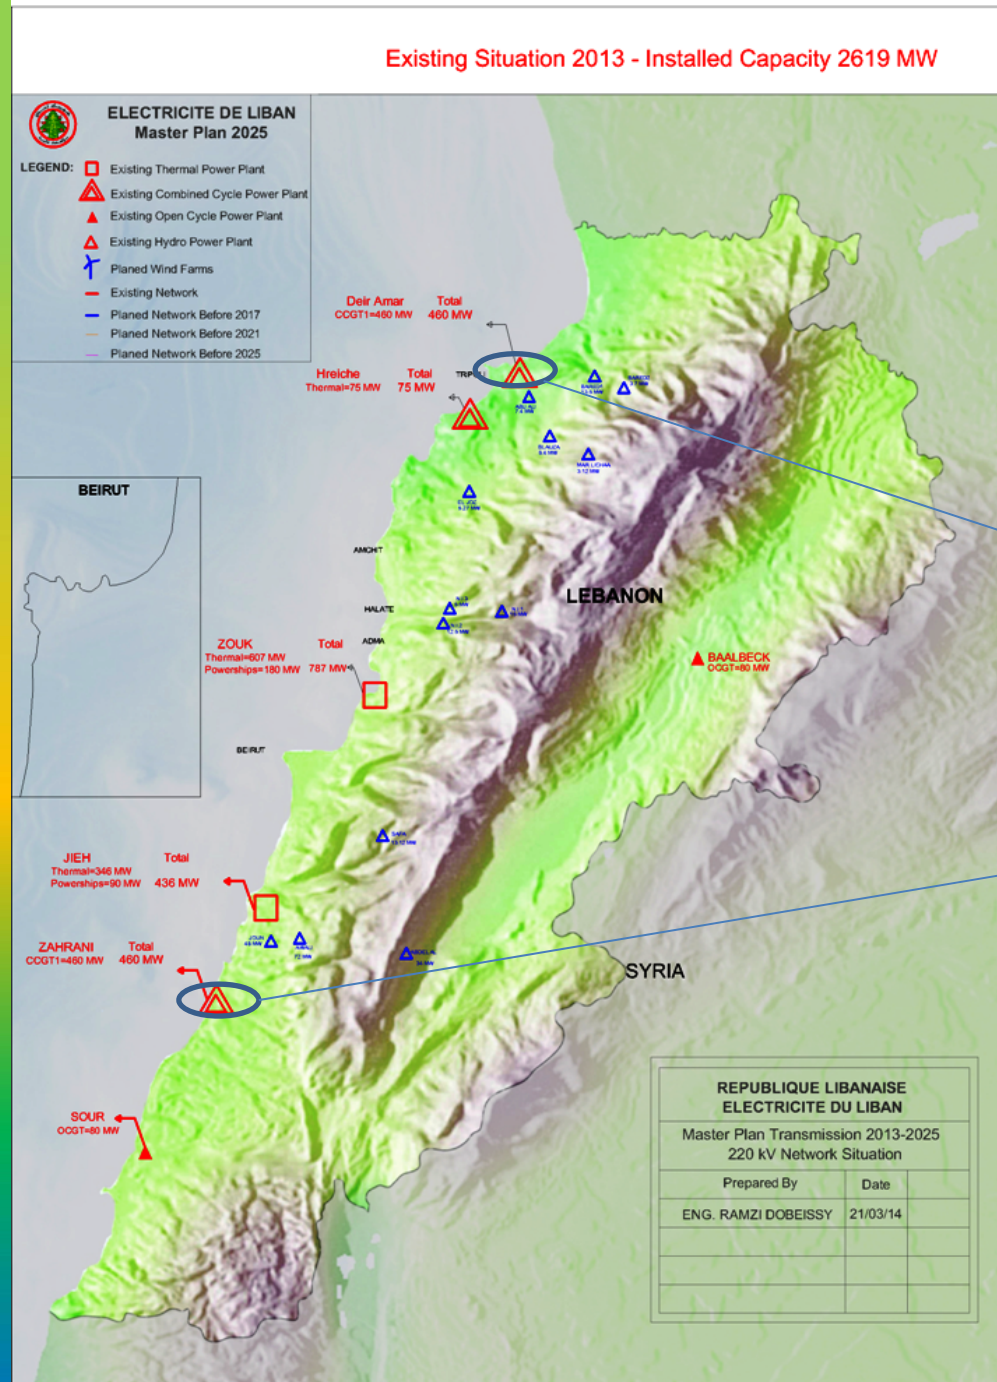 Existing Situation 2013 - Installed Capacity 2619 MW
ELECTRICITE DE LIBAN
Master Plan 2025
LEGEND:
Existing Thermal Power Plant
Existing Combined Cycle Power Plant
Existing Open Cycle Power Plant
Existing Hydro Power Plant
Planed Wind Farms
Existing Network
Planed Network Before 2017
Planed Network Before 2021
Planed Network Before 2025
Deir Amar Total
CCGT1=460 MW 460 MW
Hreiche Total
Thermal=75 MW 75 MW
BEIRUT
AMCHIT
LEBANON
HALATE
ADMA
ZOUK Total
Thermal=607 MW
Powerships=180 MW 787 MW
BAALBECK
OCGT=80 MW
BEIRUT
JIEH Total
Thermal=346 MW
Powerships=90 MW 436 MW
ZAHRANI Total
CCGT1=460 MW 460 MW
SYRIA
SOUR
OCGT=80 MW
REPUBLIQUE LIBANAISE
ELECTRICITE DU LIBAN
Master Plan Transmission 2013-2025
220 kV Network Situation
Prepared By Date
ENG. RAMZI DOBEISSY 21/03/14